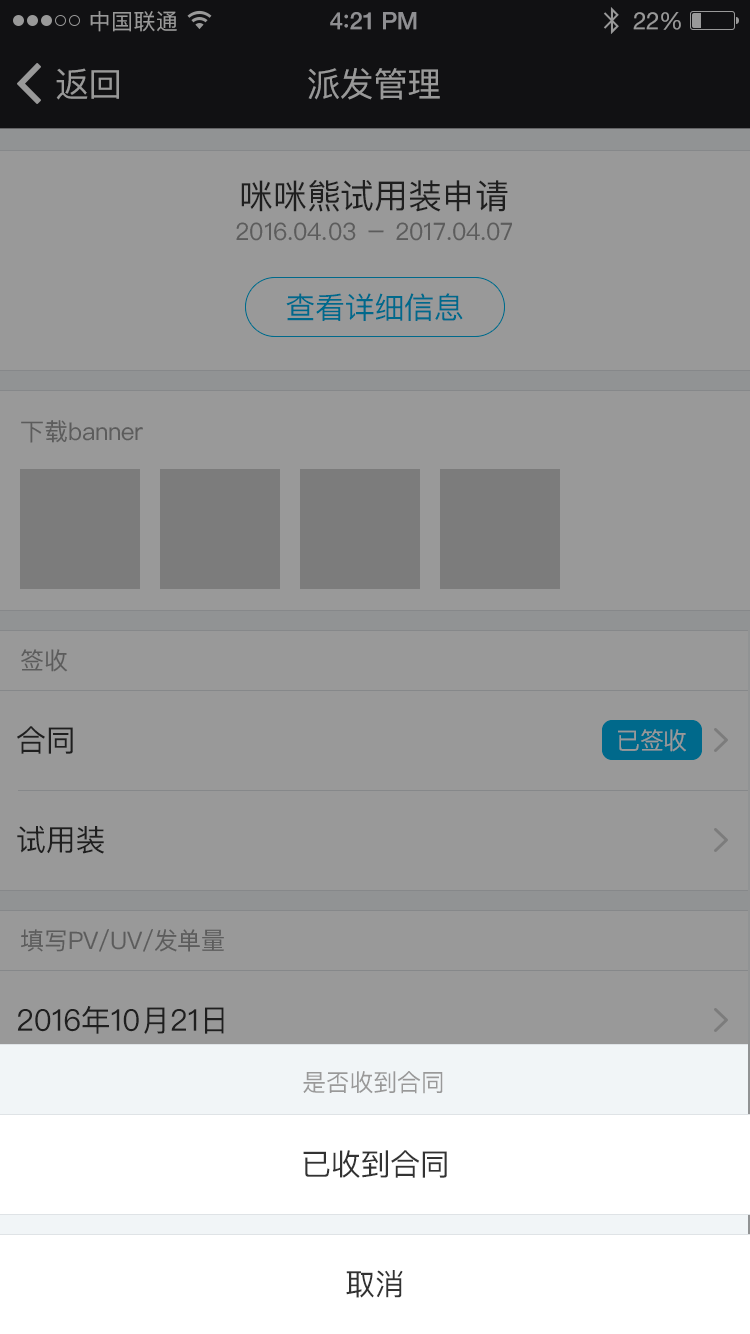 中国联通 4:21 PM 22%
返回 派发管理
咪咪熊试用装申请
2016.04.03 － 2017.04.07
查看详细信息
下载banner
签收
合同 已签收
试用装
填写PV/UV/发单量
2016年10月21日
是否收到合同
已收到合同
取消